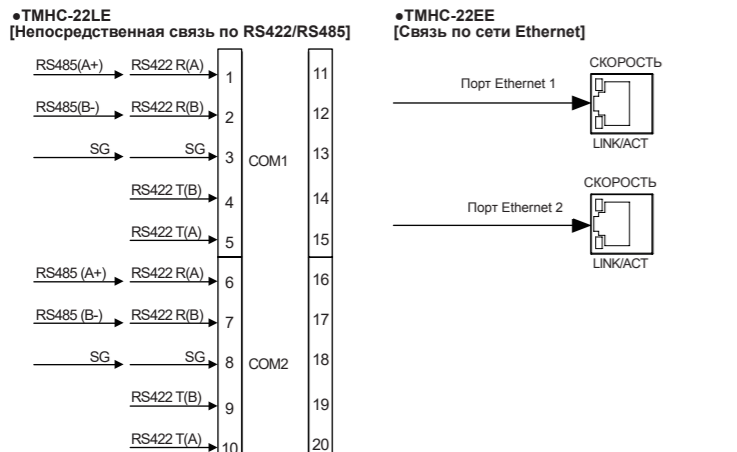 ●TMHC-22LE
[Непосредственная связь по RS422/RS485]
RS485(A+) RS422 R(A) 1 11
RS485(B-) RS422 R(B) 2 12
SG SG 3 COM1 13
RS422 T(B) 4 14
RS422 T(A) 5 15
RS485 (A+) RS422 R(A) 6 16
RS485 (B-) RS422 R(B) 7 17
SG SG 8 COM2 18
RS422 T(B) 9 19
RS422 T(A) 10 20
●TMHC-22EE
[Связь по сети Ethernet]
СКОРОСТЬ
Порт Ethernet 1
LINK/ACT
СКОРОСТЬ
Порт Ethernet 2
LINK/ACT